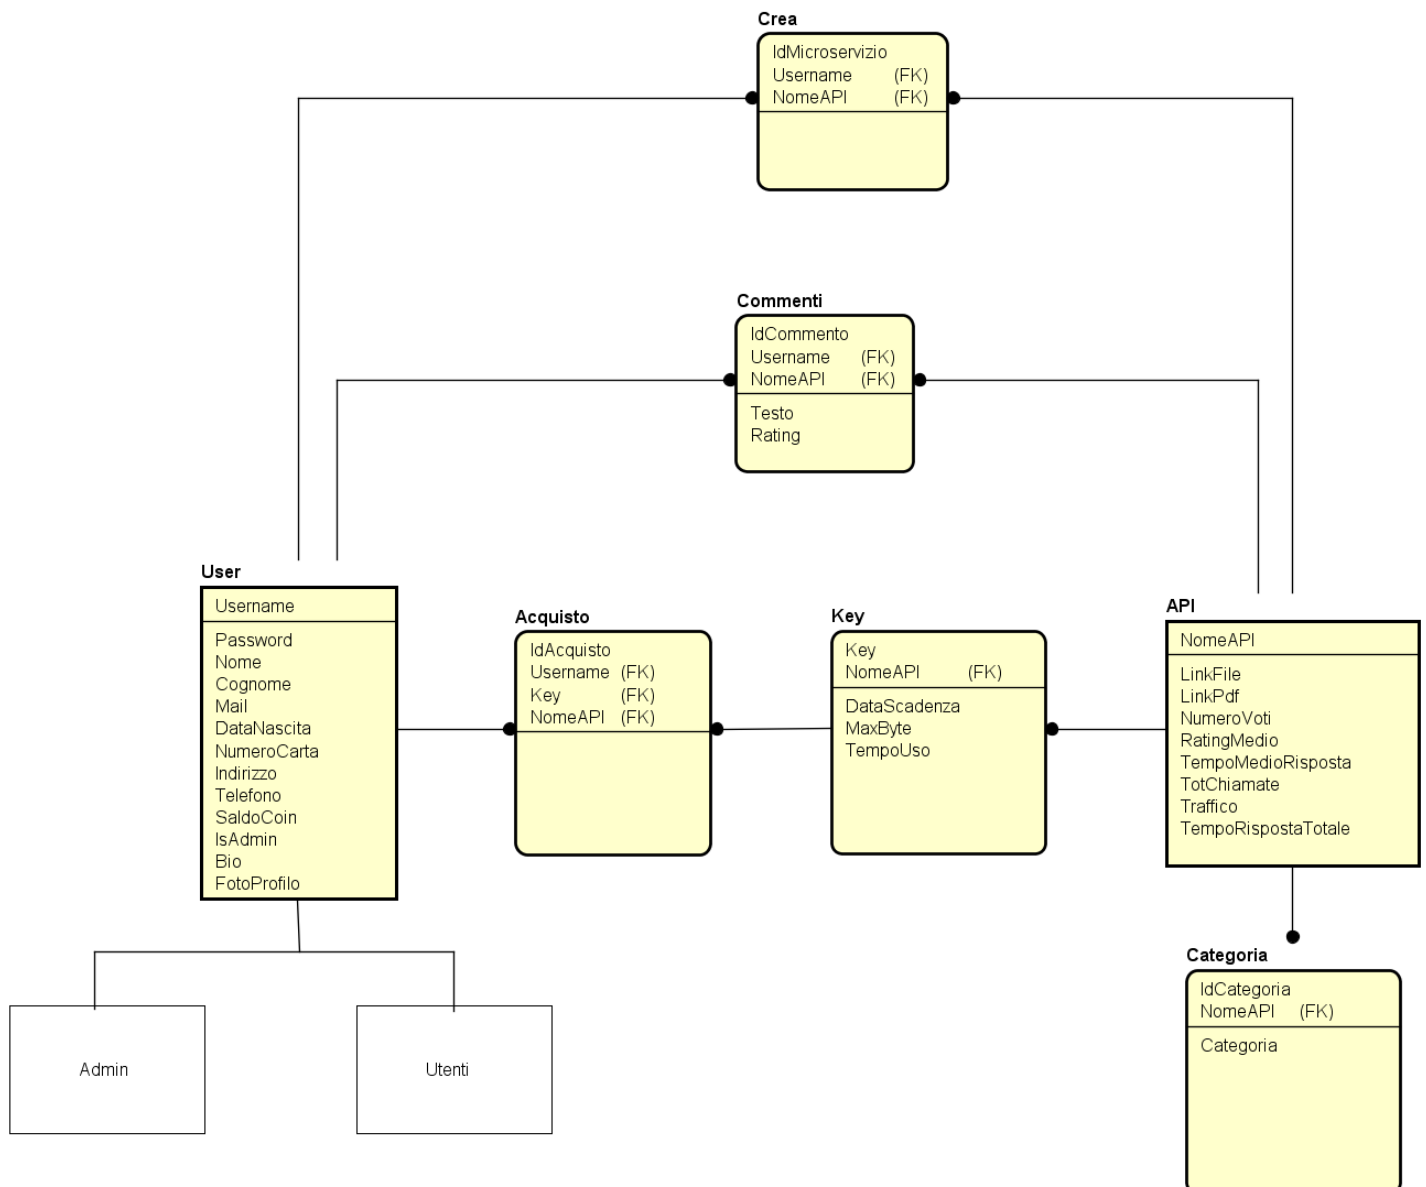 Crea
IdMicroservizio
Username (FK)
NomeAPI (FK)
Commenti
IdCommento
Username (FK)
NomeAPI (FK)
Testo
Rating
User
Username
Password
Nome
Cognome
Mail
DataNascita
NumeroCarta
Indirizzo
Telefono
SaldoCoin
IsAdmin
Bio
FotoProfilo
Acquisto
IdAcquisto
Username (FK)
Key (FK)
NomeAPI (FK)
Key
Key
NomeAPI (FK)
DataScadenza
MaxByte
TempoUso
API
NomeAPI
LinkFile
LinkPdf
NumeroVoti
RatingMedio
TempoMedioRisposta
TotChiamate
Traffico
TempoRispostaTotale
Categoria
IdCategoria
NomeAPI (FK)
Categoria
Admin
Utenti